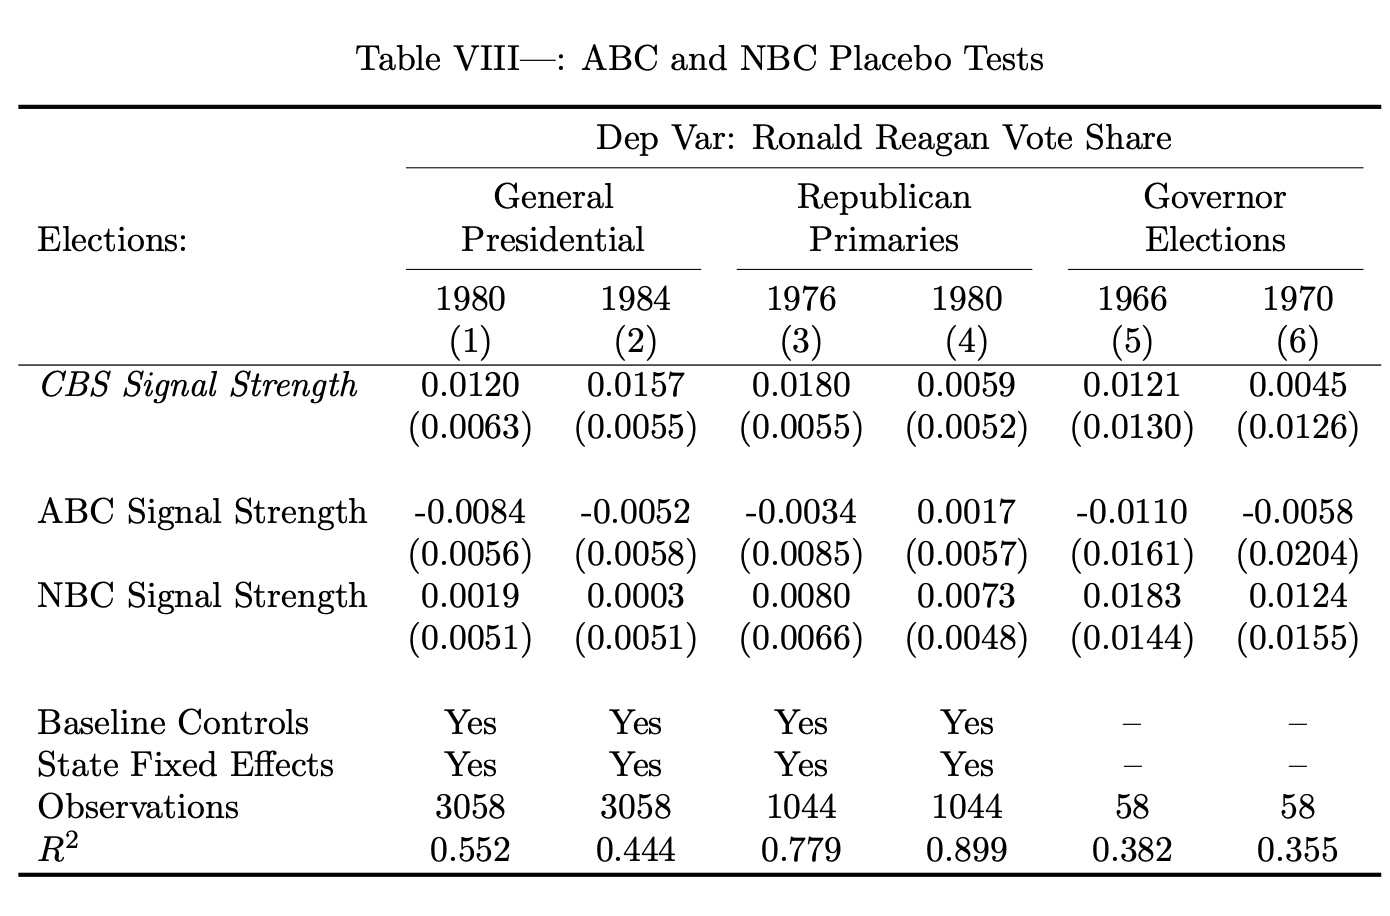 Table VIII—: ABC and NBC Placebo Tests
Dep Var: Ronald Reagan Vote Share
General Republican Governor
Elections: Presidential Primaries Elections
1980 1984 1976 1980 1966 1970
(1) (2) (3) (4) (5) (6)
CBS Signal Strength 0.0120 0.0157 0.0180 0.0059 0.0121 0.0045
(0.0063) (0.0055) (0.0055) (0.0052) (0.0130) (0.0126)
ABC Signal Strength -0.0084 -0.0052 -0.0034 0.0017 -0.0110 -0.0058
(0.0056) (0.0058) (0.0085) (0.0057) (0.0161) (0.0204)
NBC Signal Strength 0.0019 0.0003 0.0080 0.0073 0.0183 0.0124
(0.0051) (0.0051) (0.0066) (0.0048) (0.0144) (0.0155)
Baseline Controls Yes Yes Yes Yes – –
State Fixed Effects Yes Yes Yes Yes – –
Observations 3058 3058 1044 1044 58 58
R² 0.552 0.444 0.779 0.899 0.382 0.355